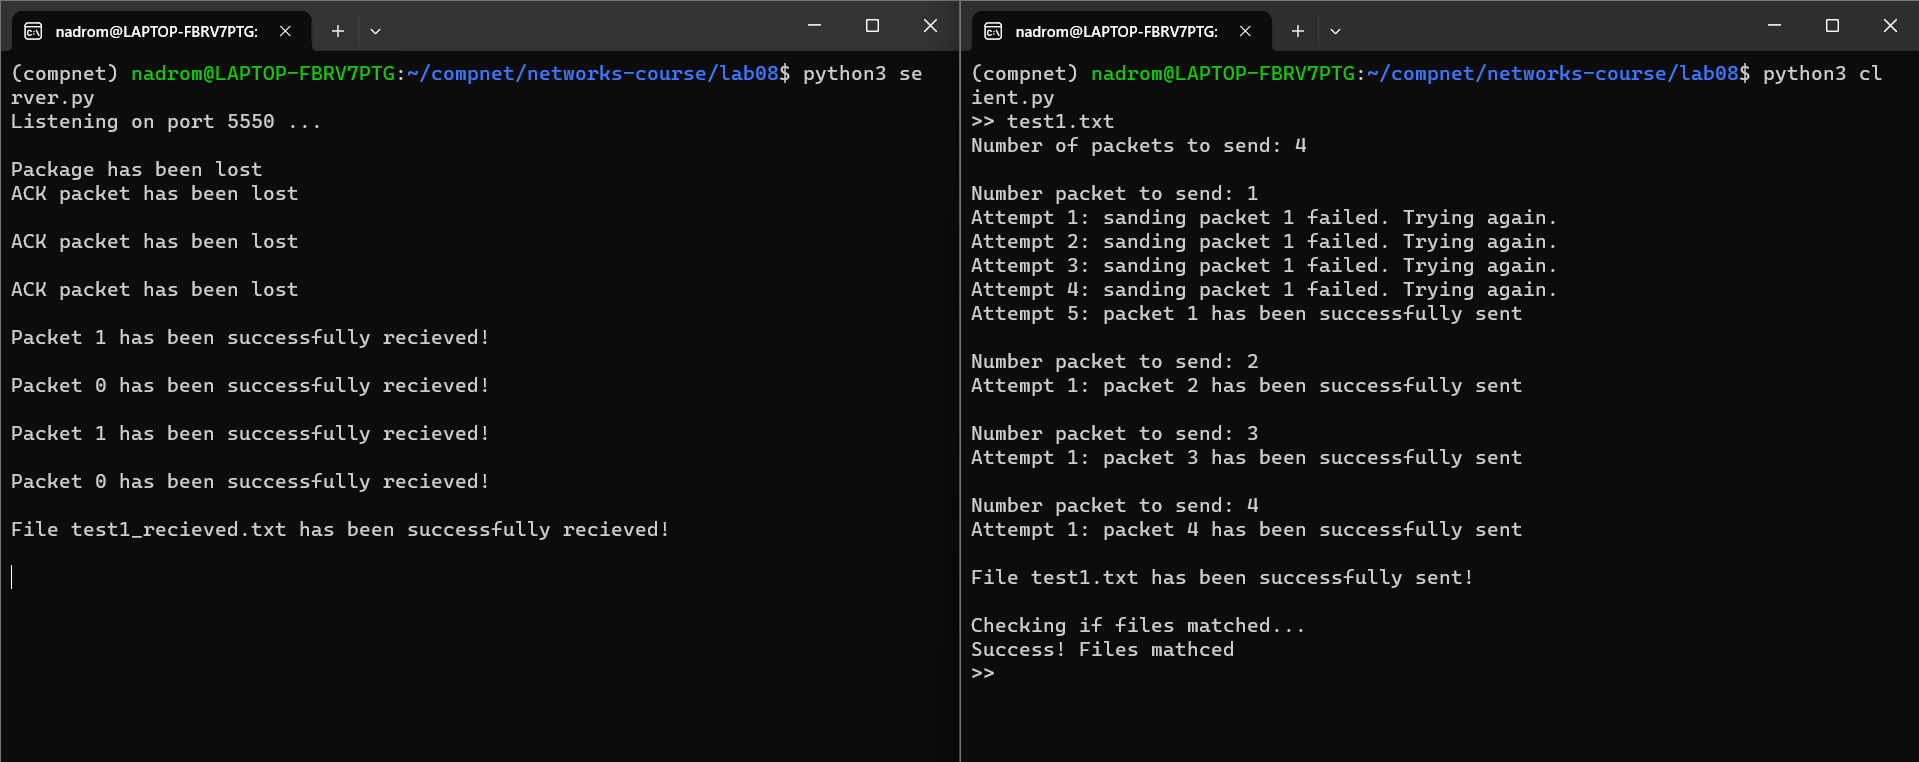 nadrom@LAPTOP-FBRV7PTG:
(compnet) nadrom@LAPTOP-FBRV7PTG:~/compnet/networks-course/lab08$ python3 se
rver.py
Listening on port 5550 ...
Package has been lost
ACK packet has been lost
ACK packet has been lost
ACK packet has been lost
Packet 1 has been successfully recieved!
Packet 0 has been successfully recieved!
Packet 1 has been successfully recieved!
Packet 0 has been successfully recieved!
File test1_recieved.txt has been successfully recieved!
nadrom@LAPTOP-FBRV7PTG:
(compnet) nadrom@LAPTOP-FBRV7PTG:~/compnet/networks-course/lab08$ python3 cl
ient.py
>> test1.txt
Number of packets to send: 4
Number packet to send: 1
Attempt 1: sanding packet 1 failed. Trying again.
Attempt 2: sanding packet 1 failed. Trying again.
Attempt 3: sanding packet 1 failed. Trying again.
Attempt 4: sanding packet 1 failed. Trying again.
Attempt 5: packet 1 has been successfully sent
Number packet to send: 2
Attempt 1: packet 2 has been successfully sent
Number packet to send: 3
Attempt 1: packet 3 has been successfully sent
Number packet to send: 4
Attempt 1: packet 4 has been successfully sent
File test1.txt has been successfully sent!
Checking if files matched...
Success! Files mathced
>>